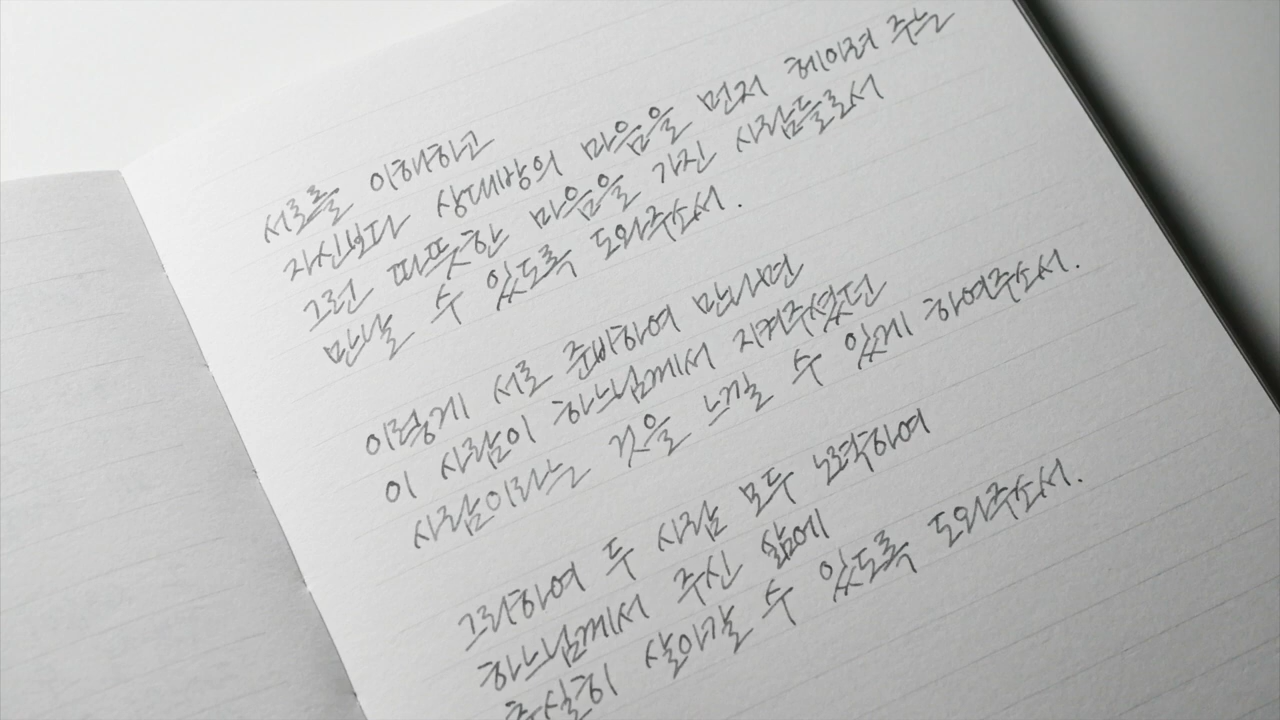 서로를 이해하고
자신보다 상대방의 마음을 먼저 헤아려 주는
그런 따뜻한 마음을 가진 사람들로서
만날 수 있도록 도와주소서.
이렇게 서로 준비하여 만나면
이 사람이 하느님께서 지켜주셨던
사람이라는 것을 느낄 수 있게 하여주소서.
그리하여 두 사람 모두 노력하여
하느님께서 주신 삶에
충실히 살아갈 수 있도록 도와주소서.